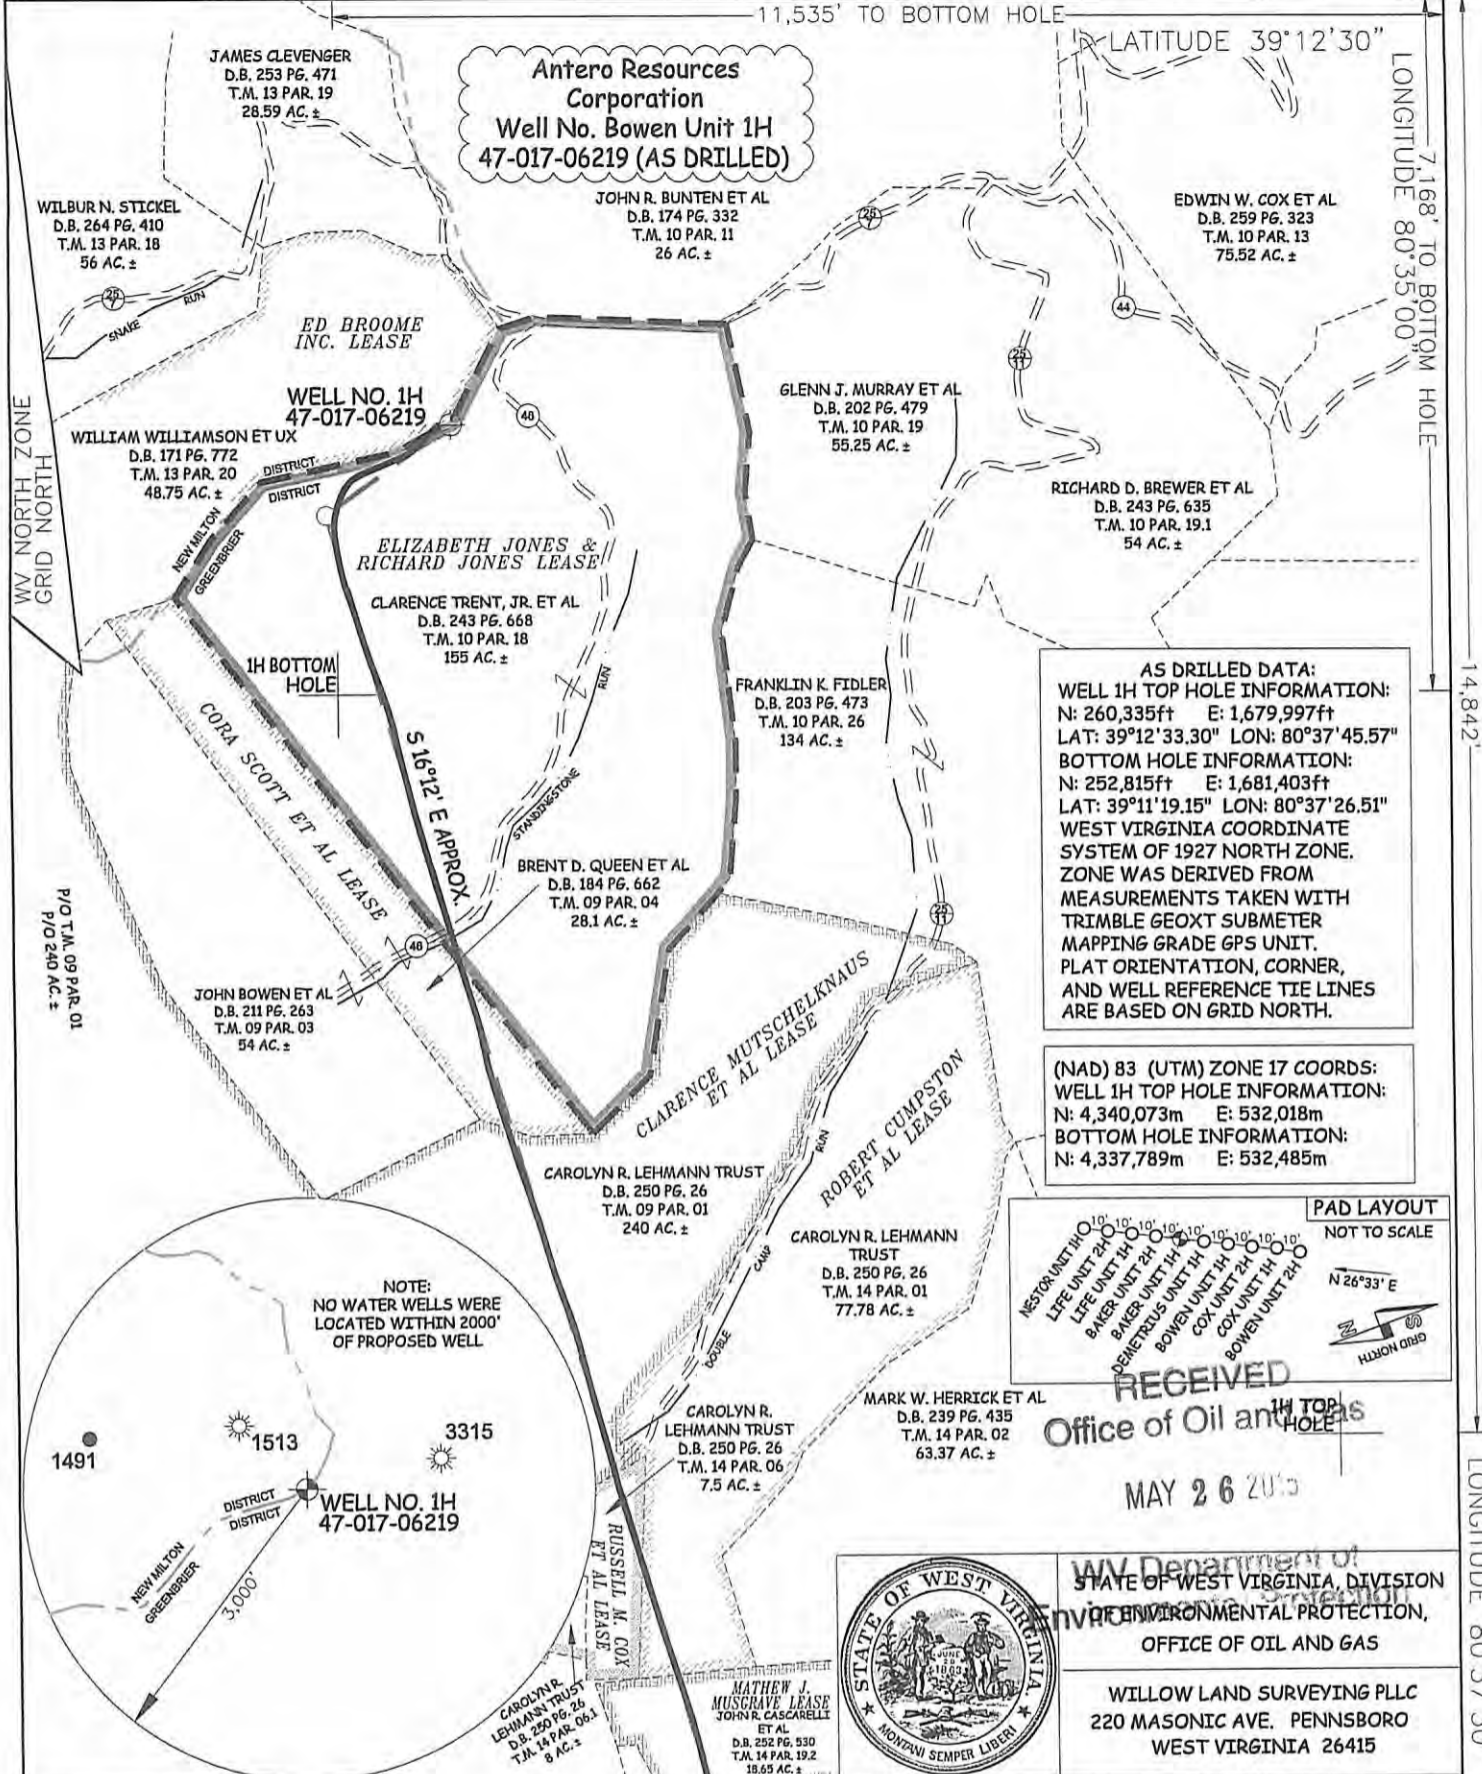 11,535' TO BOTTOM HOLE
LATITUDE 39°12'30"
LONGITUDE 80°35'00"
7,168' TO BOTTOM HOLE
14,842'
JAMES CLEVENGER
D.B. 253 PG. 471
T.M. 13 PAR. 19
28.59 AC. ±
Antero Resources
Corporation
Well No. Bowen Unit 1H
47-017-06219 (AS DRILLED)
JOHN R. BUNTEN ET AL
D.B. 174 PG. 332
T.M. 10 PAR. 11
26 AC. ±
EDWIN W. COX ET AL
D.B. 259 PG. 323
T.M. 10 PAR. 13
75.52 AC. ±
WILBUR N. STICKEL
D.B. 264 PG. 410
T.M. 13 PAR. 18
56 AC. ±
25
7
25
7
SNAKE RUN
44
25
11
ED BROOME
INC. LEASE
WELL NO. 1H
47-017-06219
48
GLENN J. MURRAY ET AL
D.B. 202 PG. 479
T.M. 10 PAR. 19
55.25 AC. ±
WV NORTH ZONE
GRID NORTH
WILLIAM WILLIAMSON ET UX
D.B. 171 PG. 772
T.M. 13 PAR. 20
48.75 AC. ±
DISTRICT
DISTRICT
NEW MILTON
GREENBRIER
RICHARD D. BREWER ET AL
D.B. 243 PG. 635
T.M. 10 PAR. 19.1
54 AC. ±
ELIZABETH JONES &
RICHARD JONES LEASE
CLARENCE TRENT, JR. ET AL
D.B. 243 PG. 668
T.M. 10 PAR. 18
155 AC. ±
1H BOTTOM
HOLE
S 16°12' E APPROX.
STANDINGSTONE RUN
FRANKLIN K. FIDLER
D.B. 203 PG. 473
T.M. 10 PAR. 26
134 AC. ±
AS DRILLED DATA:
WELL 1H TOP HOLE INFORMATION:
N: 260,335ft E: 1,679,997ft
LAT: 39°12'33.30" LON: 80°37'45.57"
BOTTOM HOLE INFORMATION:
N: 252,815ft E: 1,681,403ft
LAT: 39°11'19.15" LON: 80°37'26.51"
WEST VIRGINIA COORDINATE
SYSTEM OF 1927 NORTH ZONE.
ZONE WAS DERIVED FROM
MEASUREMENTS TAKEN WITH
TRIMBLE GEOXT SUBMETER
MAPPING GRADE GPS UNIT.
PLAT ORIENTATION, CORNER,
AND WELL REFERENCE TIE LINES
ARE BASED ON GRID NORTH.
CORA SCOTT ET AL LEASE
BRENT D. QUEEN ET AL
D.B. 184 PG. 662
T.M. 09 PAR. 04
28.1 AC. ±
P/O T.M. 09 PAR. 01
P/O 240 AC. ±
48
25
11
JOHN BOWEN ET AL
D.B. 211 PG. 263
T.M. 09 PAR. 03
54 AC. ±
CLARENCE MUTSCHELKNAUS
ET AL LEASE
ROBERT CUMPSTON
ET AL LEASE
(NAD) 83 (UTM) ZONE 17 COORDS:
WELL 1H TOP HOLE INFORMATION:
N: 4,340,073m E: 532,018m
BOTTOM HOLE INFORMATION:
N: 4,337,789m E: 532,485m
CAROLYN R. LEHMANN TRUST
D.B. 250 PG. 26
T.M. 09 PAR. 01
240 AC. ±
DOUBLE CAMP RUN
CAROLYN R. LEHMANN
TRUST
D.B. 250 PG. 26
T.M. 14 PAR. 01
77.78 AC. ±
PAD LAYOUT
NOT TO SCALE
10' 10' 10' 10' 10' 10' 10' 10' 10'
NESTOR UNIT 1H
LIFE UNIT 2H
LIFE UNIT 1H
BAKER UNIT 2H
BAKER UNIT 1H
DEMETRIUS UNIT 1H
BOWEN UNIT 1H
COX UNIT 2H
COX UNIT 1H
BOWEN UNIT 2H
N 26°33' E
N S
GRID NORTH
NOTE:
NO WATER WELLS WERE
LOCATED WITHIN 2000'
OF PROPOSED WELL
1491
1513
3315
WELL NO. 1H
47-017-06219
DISTRICT
DISTRICT
NEW MILTON
GREENBRIER
3,000'
CAROLYN R.
LEHMANN TRUST
D.B. 250 PG. 26
T.M. 14 PAR. 06
7.5 AC. ±
MARK W. HERRICK ET AL
D.B. 239 PG. 435
T.M. 14 PAR. 02
63.37 AC. ±
RECEIVED
Office of Oil and Gas
1H TOP
HOLE
MAY 26
WV Department of
Environmental Protection
RUSSELL M. COX
ET AL LEASE
CAROLYN R.
LEHMANN TRUST
D.B. 250 PG. 26
T.M. 14 PAR. 06.1
8 AC. ±
MATHEW J.
MUSGRAVE LEASE
JOHN R. CASCARELLI
ET AL
D.B. 252 PG. 530
T.M. 14 PAR. 19.2
18.65 AC. ±
STATE OF WEST VIRGINIA
JUNE
20
1863
MONTANI SEMPER LIBERI
STATE OF WEST VIRGINIA, DIVISION
OF ENVIRONMENTAL PROTECTION,
OFFICE OF OIL AND GAS
WILLOW LAND SURVEYING PLLC
220 MASONIC AVE. PENNSBORO
WEST VIRGINIA 26415
LONGITUDE 80°37'30"